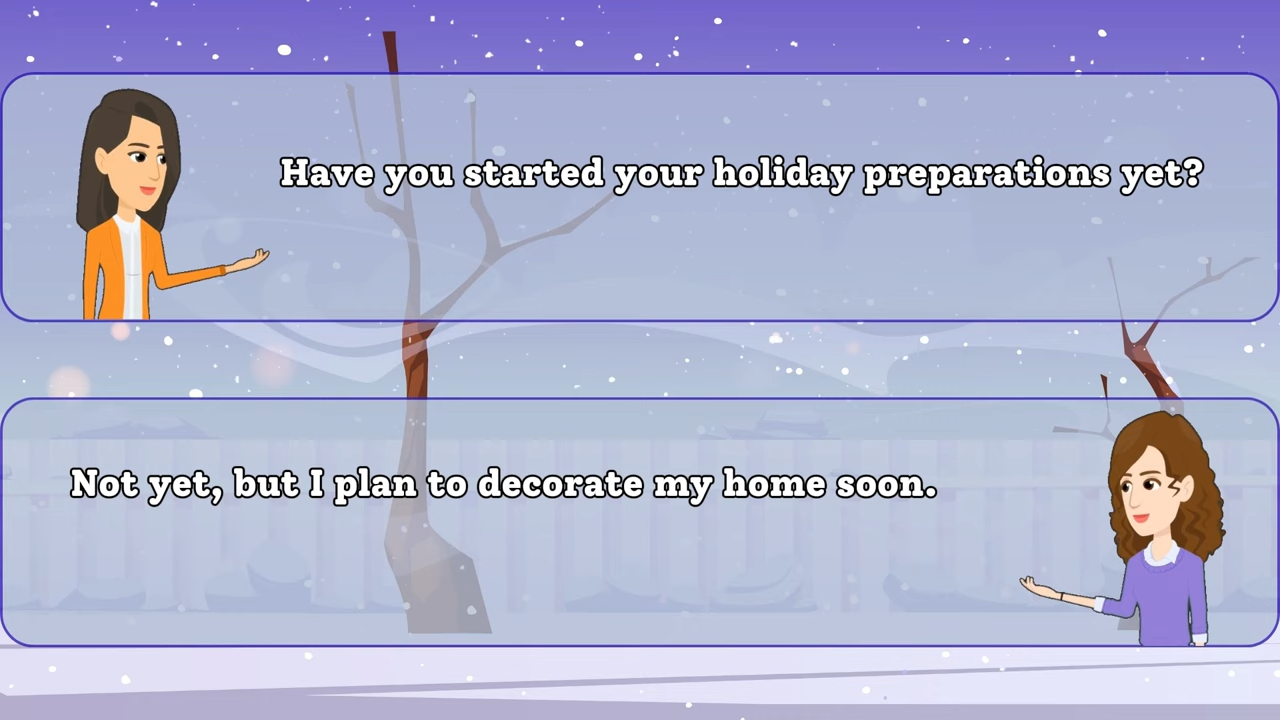 Have you started your holiday preparations yet?
Not yet, but I plan to decorate my home soon.